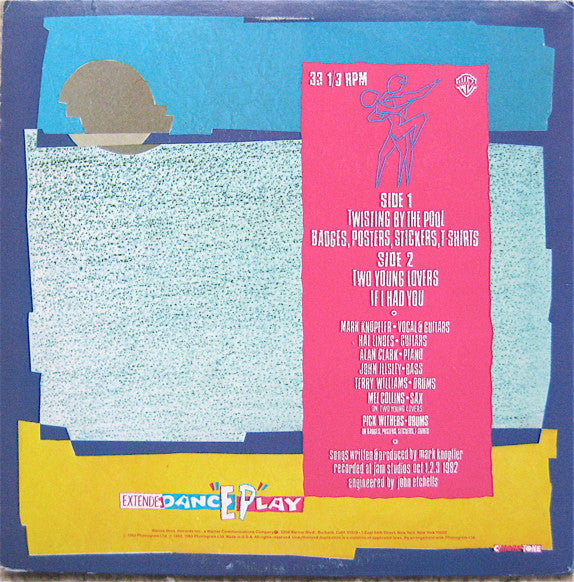 33 1/3 RPM
WB
SIDE 1
TWISTING BY THE POOL
BADGES, POSTERS, STICKERS, T SHIRTS
SIDE 2
TWO YOUNG LOVERS
IF I HAD YOU
MARK KNOPFLER • VOCAL & GUITARS
HAL LINDES • GUITARS
ALAN CLARK • PIANO
JOHN ILLSLEY • BASS
TERRY WILLIAMS • DRUMS
MEL COLLINS • SAX
ON TWO YOUNG LOVERS
PICK WITHERS • DRUMS
ON BADGES, POSTERS, STICKERS, T-SHIRTS
songs written & produced by mark knopfler
recorded at jam studios oct 1.2.3 1982
engineered by john etchells
EXTENDEDANCEPLAY